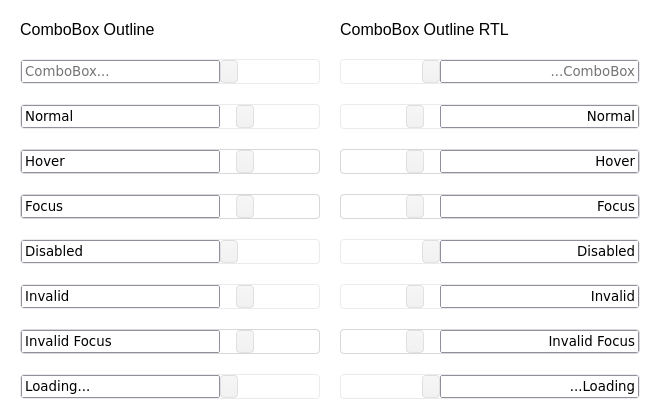 ComboBox Outline
ComboBox...
Normal
Hover
Focus
Disabled
Invalid
Invalid Focus
Loading...
ComboBox Outline RTL
...ComboBox
Normal
Hover
Focus
Disabled
Invalid
Invalid Focus
...Loading